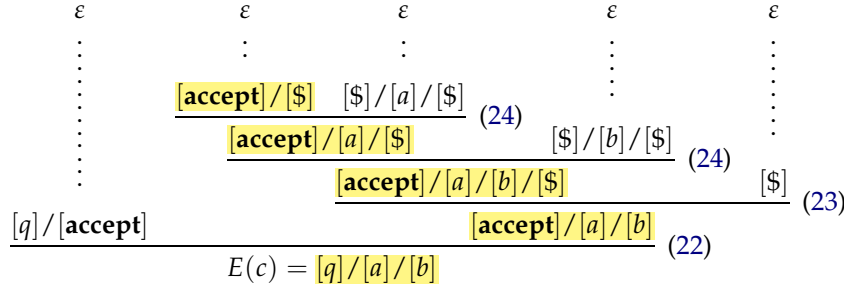 ε ε ε ε ε
[accept]/[$] [$]/[a]/[$] (24)
[accept]/[a]/[$] [$]/[b]/[$] (24)
[accept]/[a]/[b]/[$] [$] (23)
[q]/[accept] [accept]/[a]/[b] (22)
E(c) = [q]/[a]/[b]